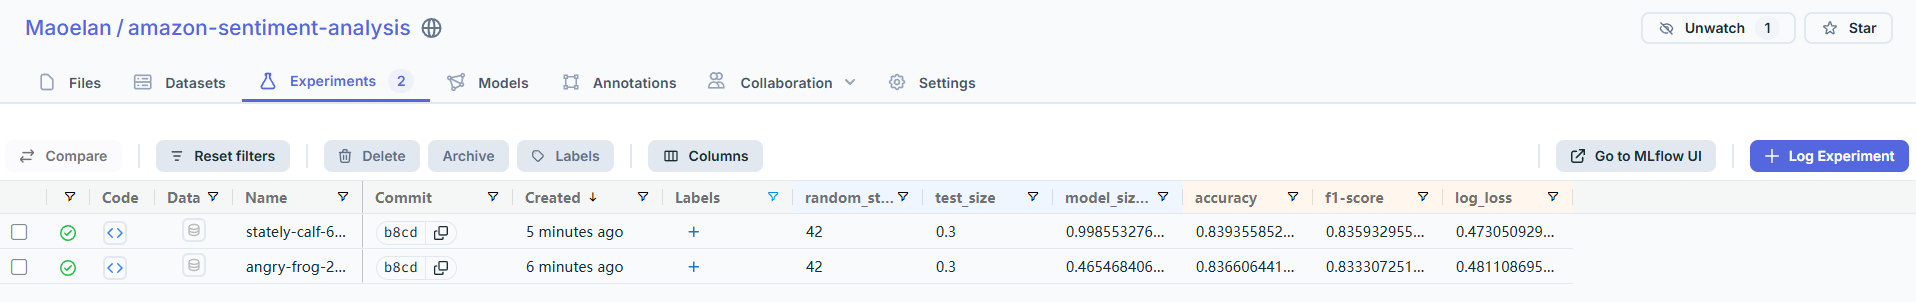 Maoelan / amazon-sentiment-analysis
Unwatch 1 Star
Files Datasets Experiments 2 Models Annotations Collaboration Settings
Compare Reset filters Delete Archive Labels Columns Go to MLflow UI + Log Experiment
Code Data Name Commit Created ↓ Labels random_st... test_size model_siz... accuracy f1-score log_loss
<> stately-calf-6... b8cd 5 minutes ago + 42 0.3 0.998553276... 0.839355852... 0.835932955... 0.473050929...
<> angry-frog-2... b8cd 6 minutes ago + 42 0.3 0.465468406... 0.836606441... 0.833307251... 0.481108695...